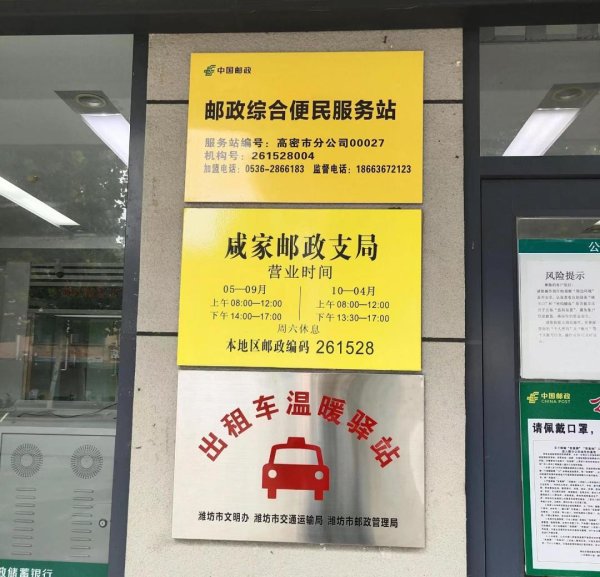 中国邮政
邮政综合便民服务站
服务站编号：高密市分公司00027
机构号：261528004
加盟电话：0536-2866183 监督电话：18663672123
咸家邮政支局
营业时间
05—09月
上午 08:00—12:00
下午 14:00—17:00
10—04月
上午 08:00—12:00
下午 13:30—17:00
周六休息
本地区邮政编码 261528
出租车温暖驿站
潍坊市文明办 潍坊市交通运输局 潍坊市邮政管理局
公
风险提示
中国邮政
CHINA POST
请佩戴口罩，
政储蓄银行